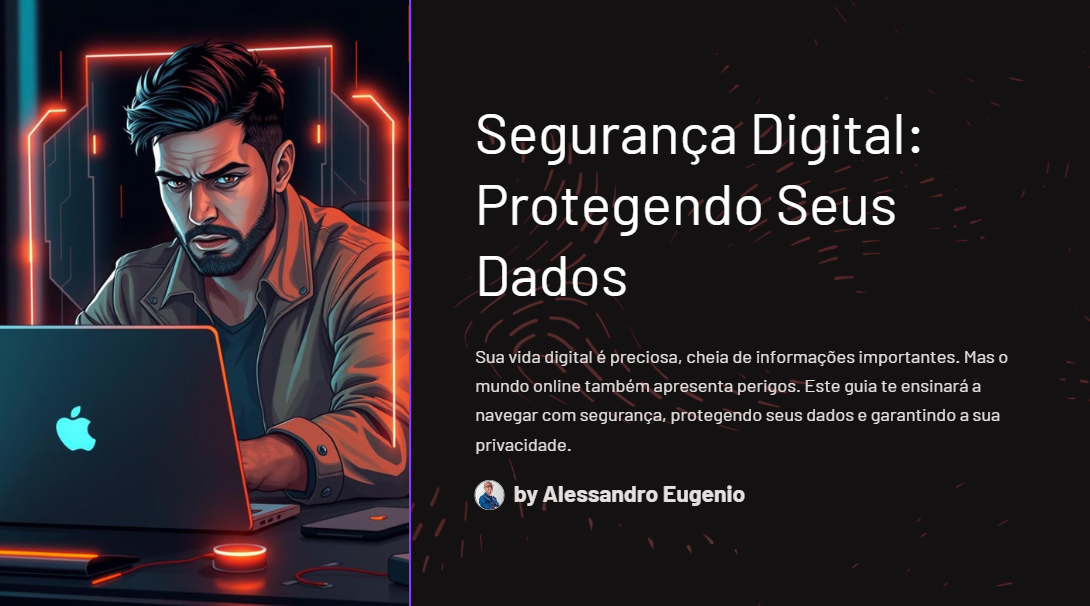 Segurança Digital:
Protegendo Seus
Dados
Sua vida digital é preciosa, cheia de informações importantes. Mas o
mundo online também apresenta perigos. Este guia te ensinará a
navegar com segurança, protegendo seus dados e garantindo a sua
privacidade.
by Alessandro Eugenio